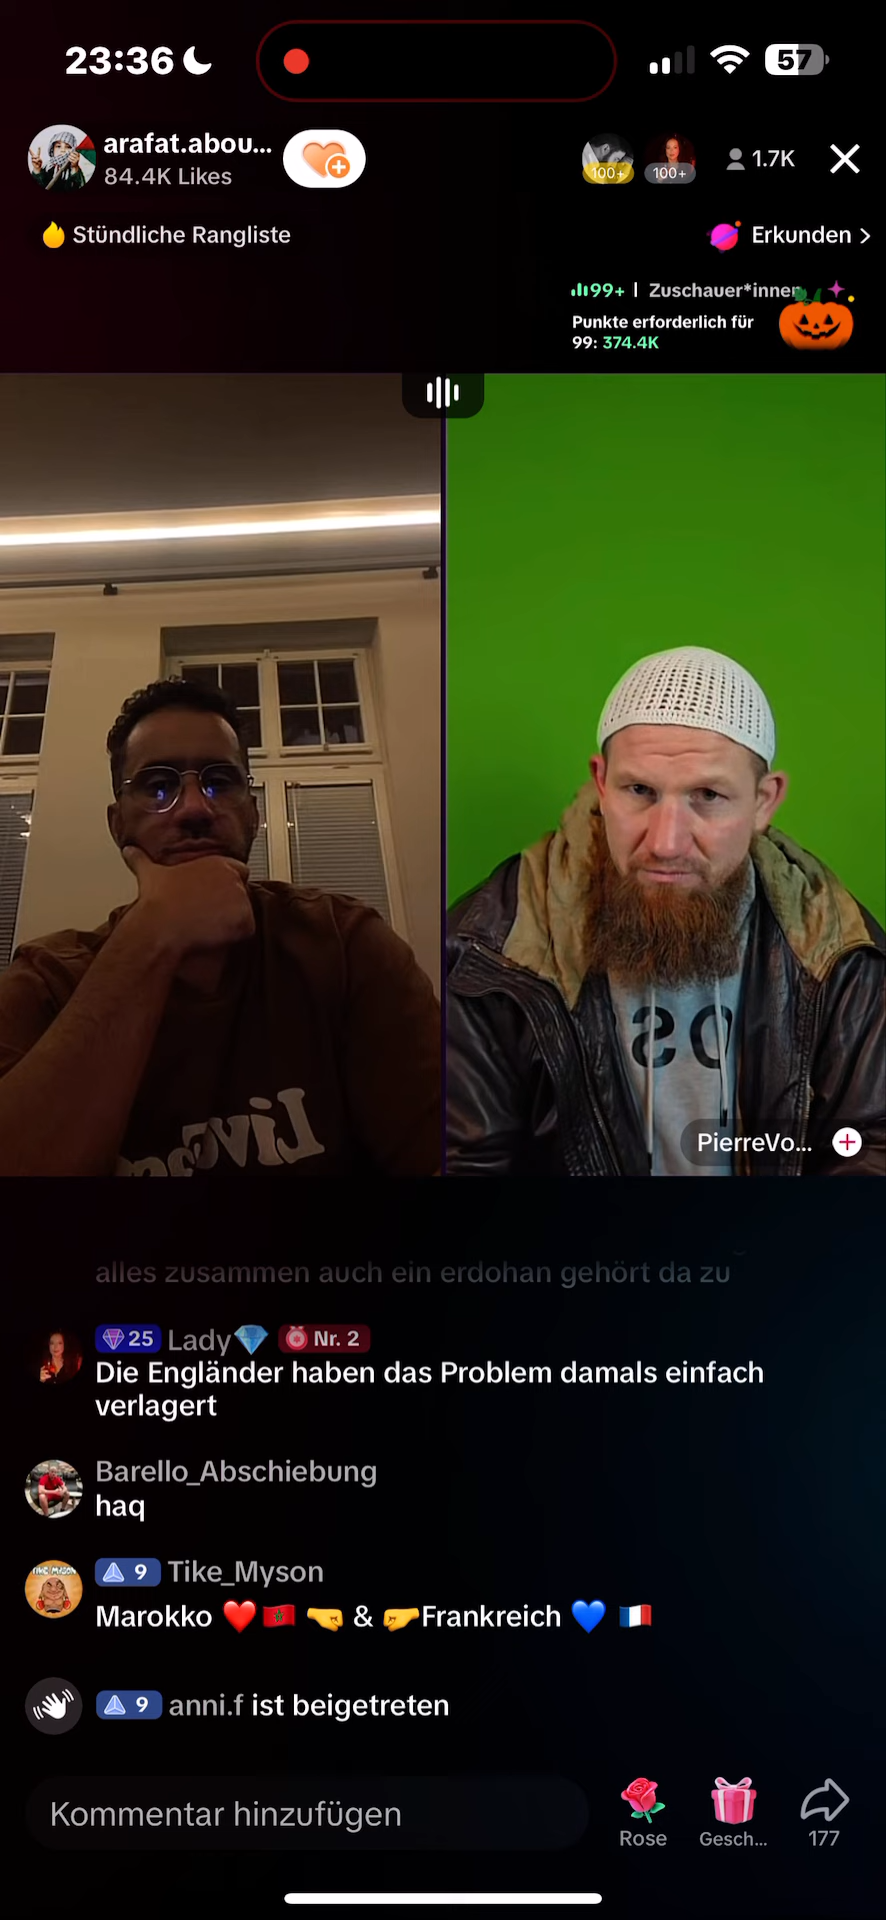 23:36
57
arafat.abou...
84.4K Likes
100+
100+
1.7K
Stündliche Rangliste
Erkunden >
99+ | Zuschauer*innen
Punkte erforderlich für
99: 374.4K
PierreVo...
alles zusammen auch ein erdohan gehört da zu
25 Lady Nr. 2
Die Engländer haben das Problem damals einfach
verlagert
Barello_Abschiebung
haq
9 Tike_Myson
Marokko ❤️🇲🇦 🤜 & 🤛Frankreich 💙 🇫🇷
9 anni.f ist beigetreten
Kommentar hinzufügen
Rose
Gesch...
177